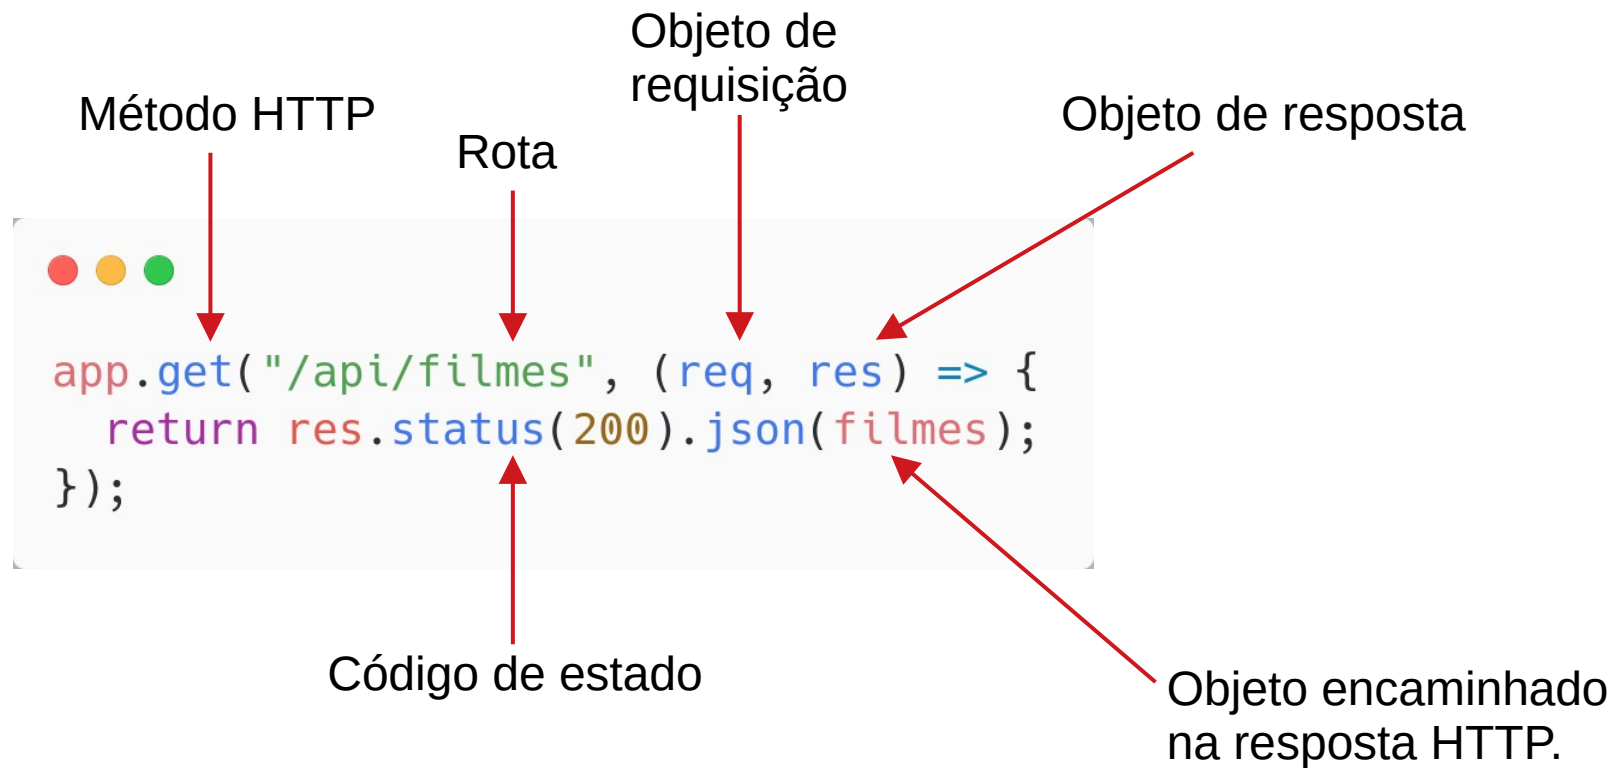 Objeto de
requisição
Método HTTP
Objeto de resposta
Rota
app.get("/api/filmes", (req, res) => {
  return res.status(200).json(filmes);
});
Código de estado
Objeto encaminhado
na resposta HTTP.